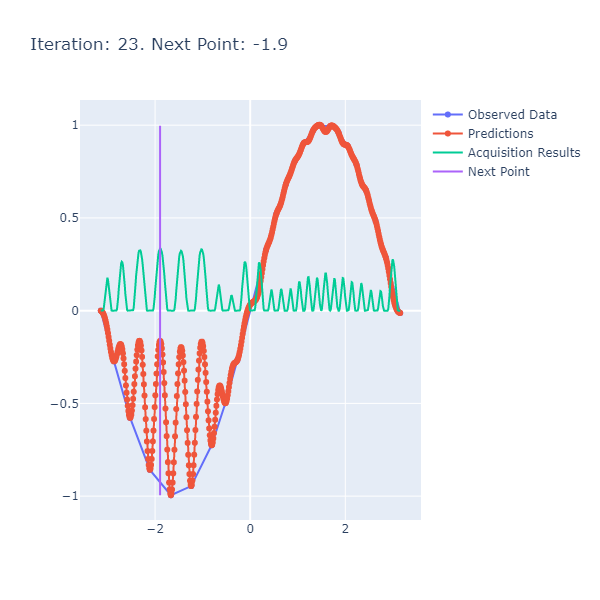 Iteration: 23. Next Point: -1.9
Observed Data
Predictions
Acquisition Results
Next Point
1
0.5
0
−0.5
−1
−2
0
2